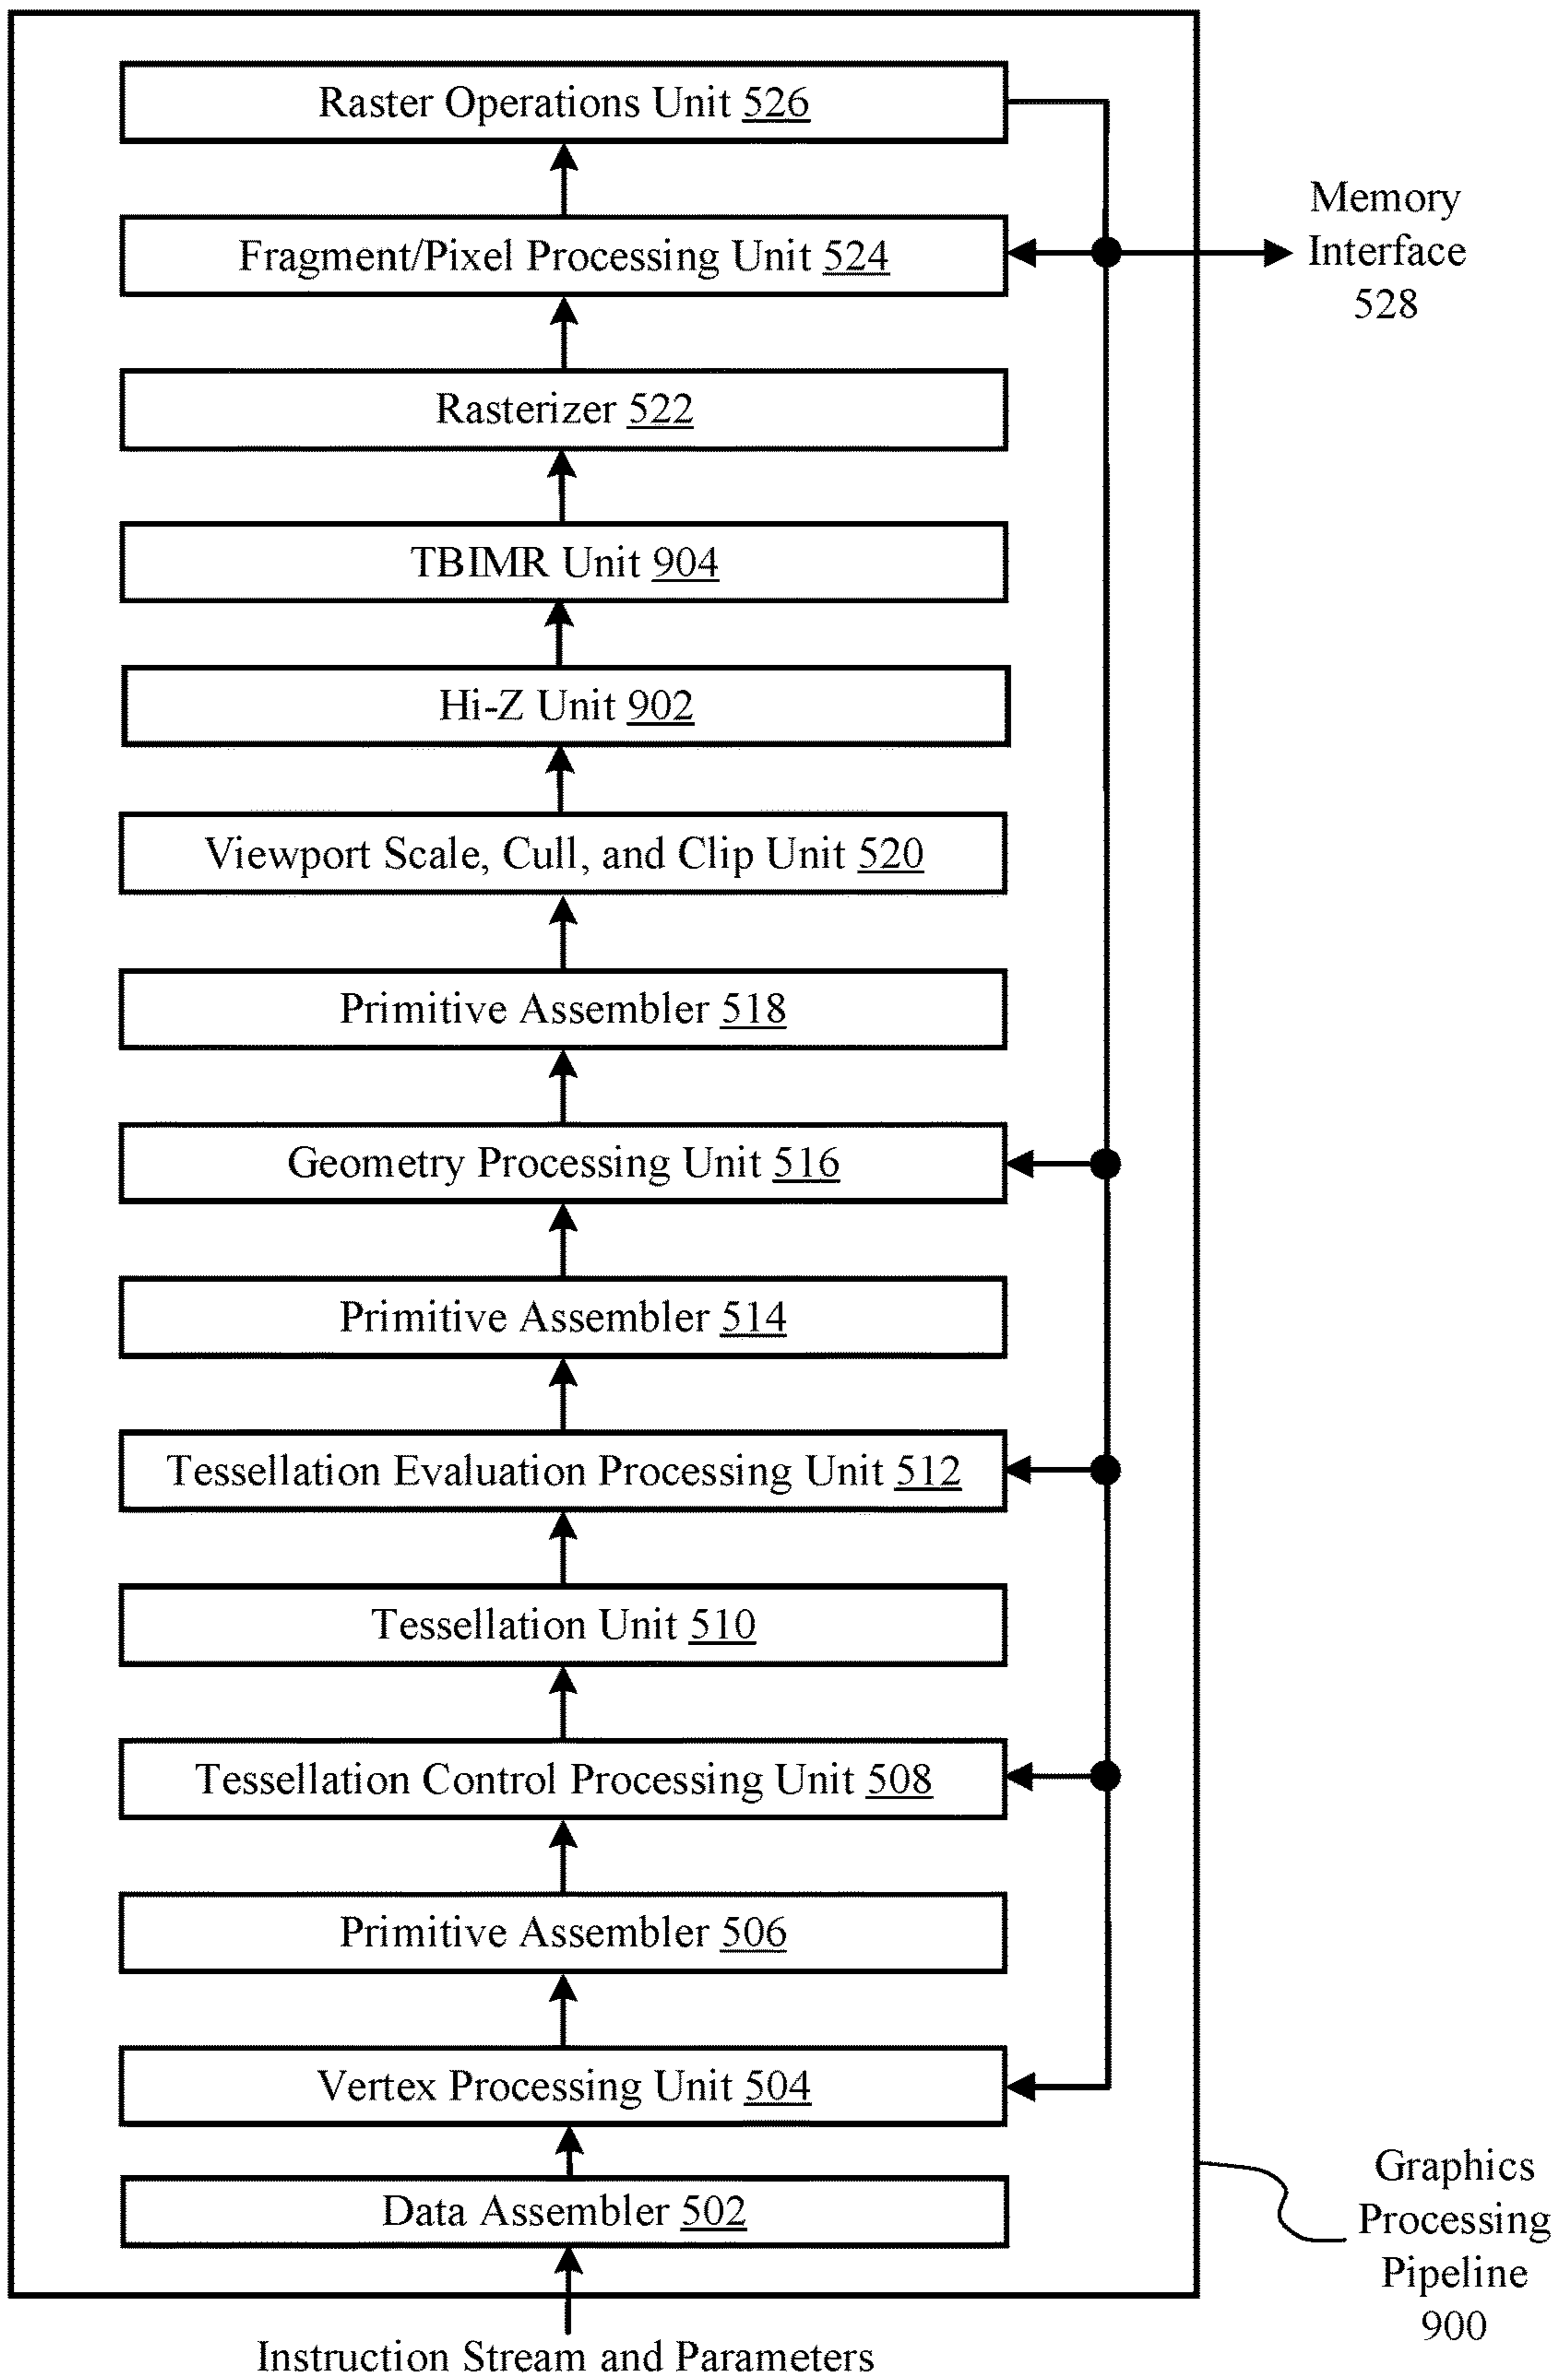 Raster Operations Unit 526
Memory
Interface
528
Fragment/Pixel Processing Unit 524
Rasterizer 522
TBIMR Unit 904
Hi-Z Unit 902
Viewport Scale, Cull, and Clip Unit 520
Primitive Assembler 518
Geometry Processing Unit 516
Primitive Assembler 514
Tessellation Evaluation Processing Unit 512
Tessellation Unit 510
Tessellation Control Processing Unit 508
Primitive Assembler 506
Vertex Processing Unit 504
Data Assembler 502
Graphics
Processing
Pipeline
900
Instruction Stream and Parameters